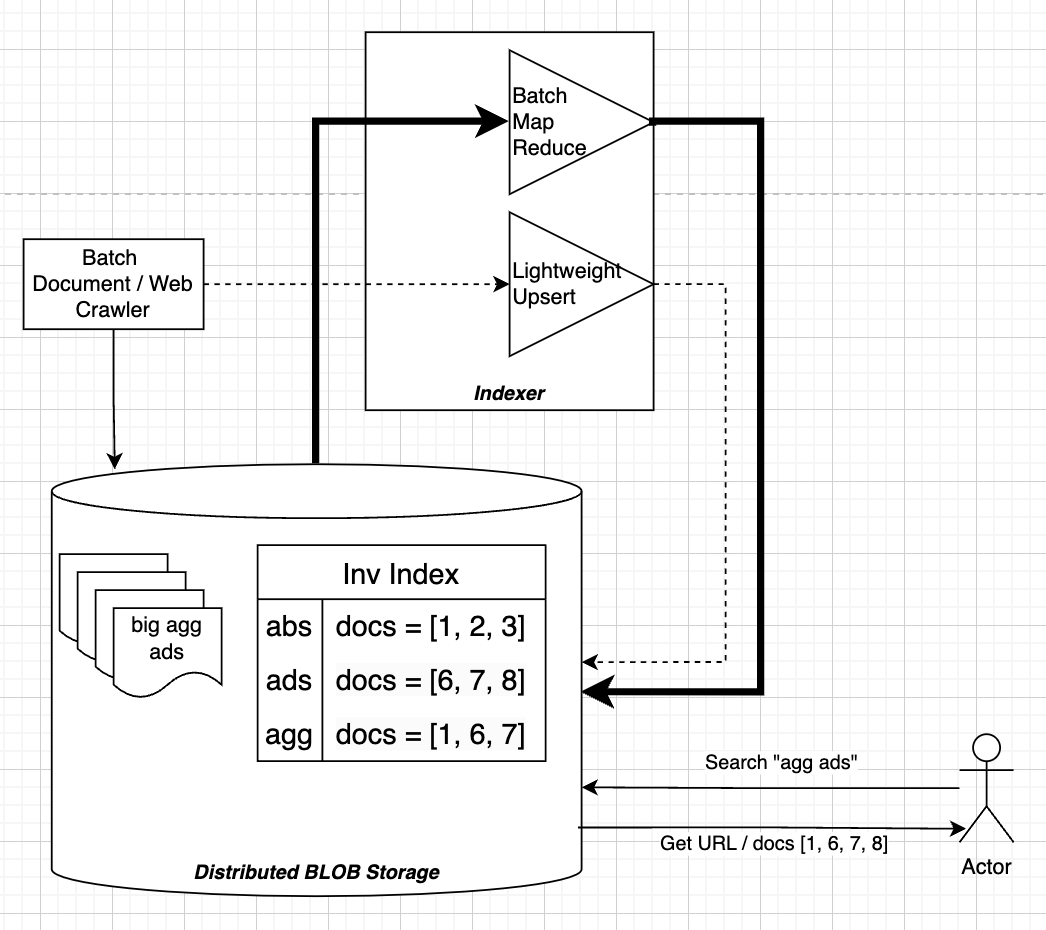 Batch
Map
Reduce
Batch
Document / Web
Crawler
Lightweight
Upsert
Indexer
big agg
ads
Inv Index
abs docs = [1, 2, 3]
ads docs = [6, 7, 8]
agg docs = [1, 6, 7]
Search "agg ads"
Get URL / docs [1, 6, 7, 8]
Actor
Distributed BLOB Storage